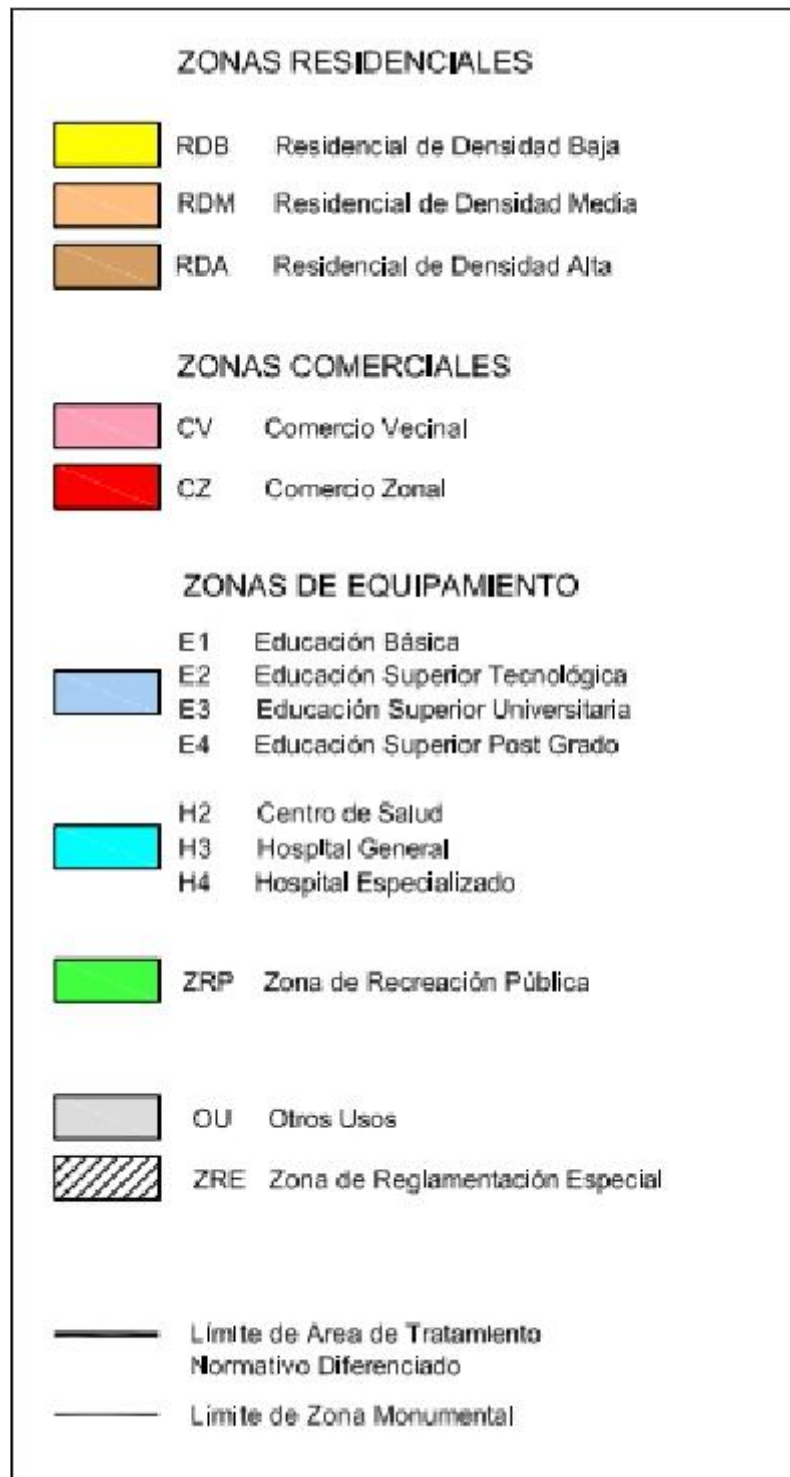 ZONAS RESIDENCIALES
RDB Residencial de Densidad Baja
RDM Residencial de Densidad Media
RDA Residencial de Densidad Alta
ZONAS COMERCIALES
CV Comercio Vecinal
CZ Comercio Zonal
ZONAS DE EQUIPAMIENTO
E1 Educación Básica
E2 Educación Superior Tecnológica
E3 Educación Superior Universitaria
E4 Educación Superior Post Grado
H2 Centro de Salud
H3 Hospital General
H4 Hospital Especializado
ZRP Zona de Recreación Pública
OU Otros Usos
ZRE Zona de Reglamentación Especial
Límite de Area de Tratamiento
Normativo Diferenciado
Límite de Zona Monumental